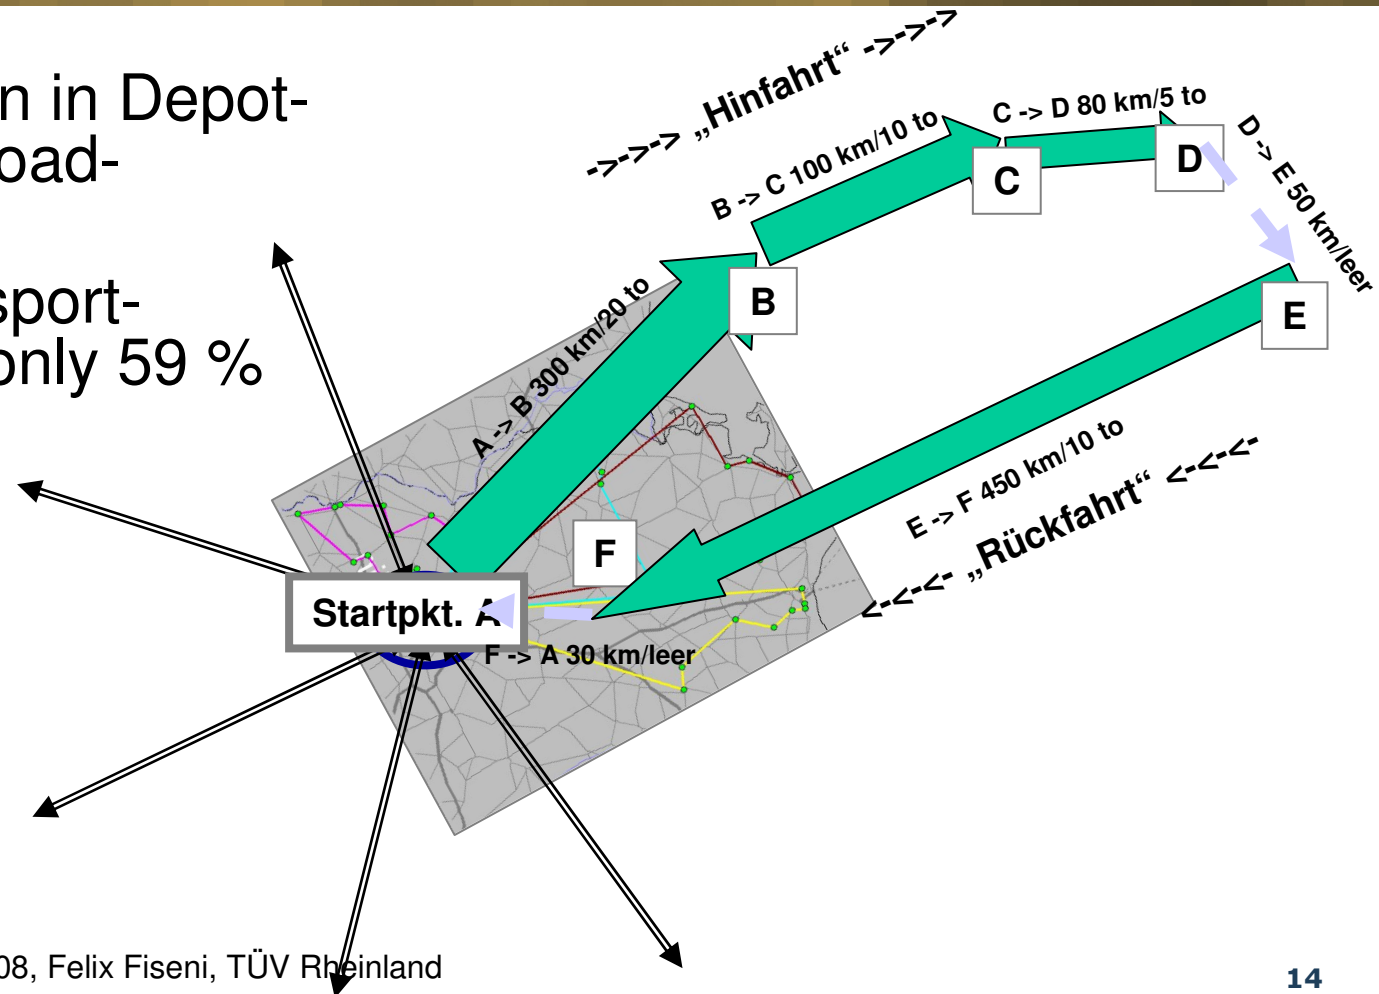 n in Depot-
oad-
sport-
only 59 %
->->-> „Hinfahrt“ ->->->
B -> C 100 km/10 to
C -> D 80 km/5 to
D -> E 50 km/leer
A -> B 300 km/20 to
B
C
D
E
F
E -> F 450 km/10 to
<-<-<- „Rückfahrt“ <-<-<-
Startpkt. A
F -> A 30 km/leer
08, Felix Fiseni, TÜV Rheinland
14